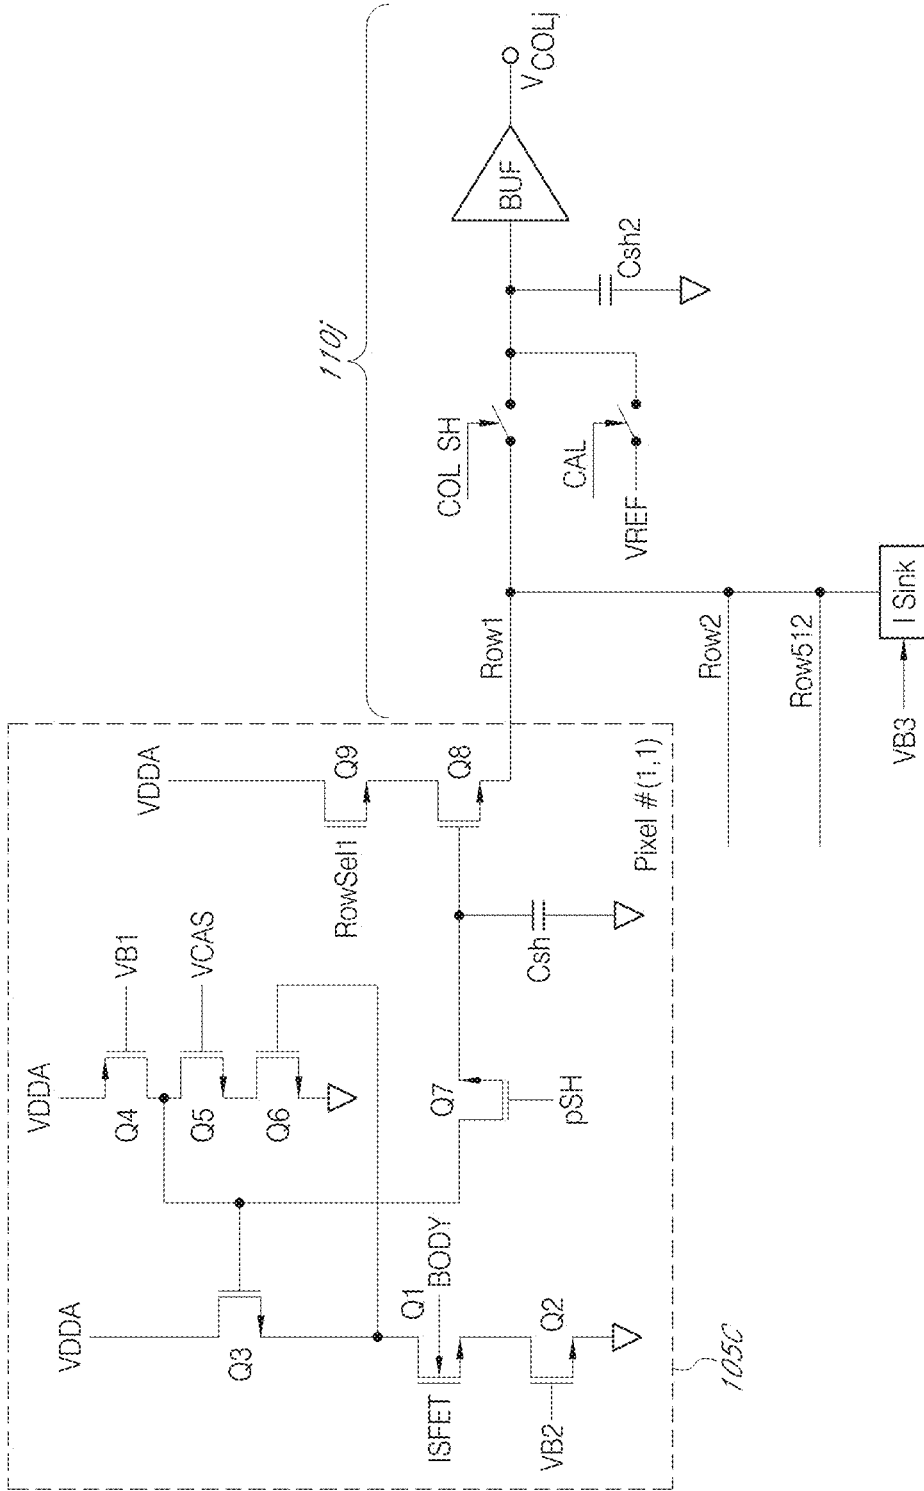 110j
VDDA
VDDA
VDDA
Q3
Q4
Q5
Q6
VB1
VCAS
RowSel1
Q9
Q8
Q1
BODY
ISFET
Q2
VB2
Q7
pSH
Csh
Pixel #(1,1)
105C
Row1
Row2
Row512
VB3
I Sink
COL SH
CAL
VREF
Csh2
BUF
VCOLj